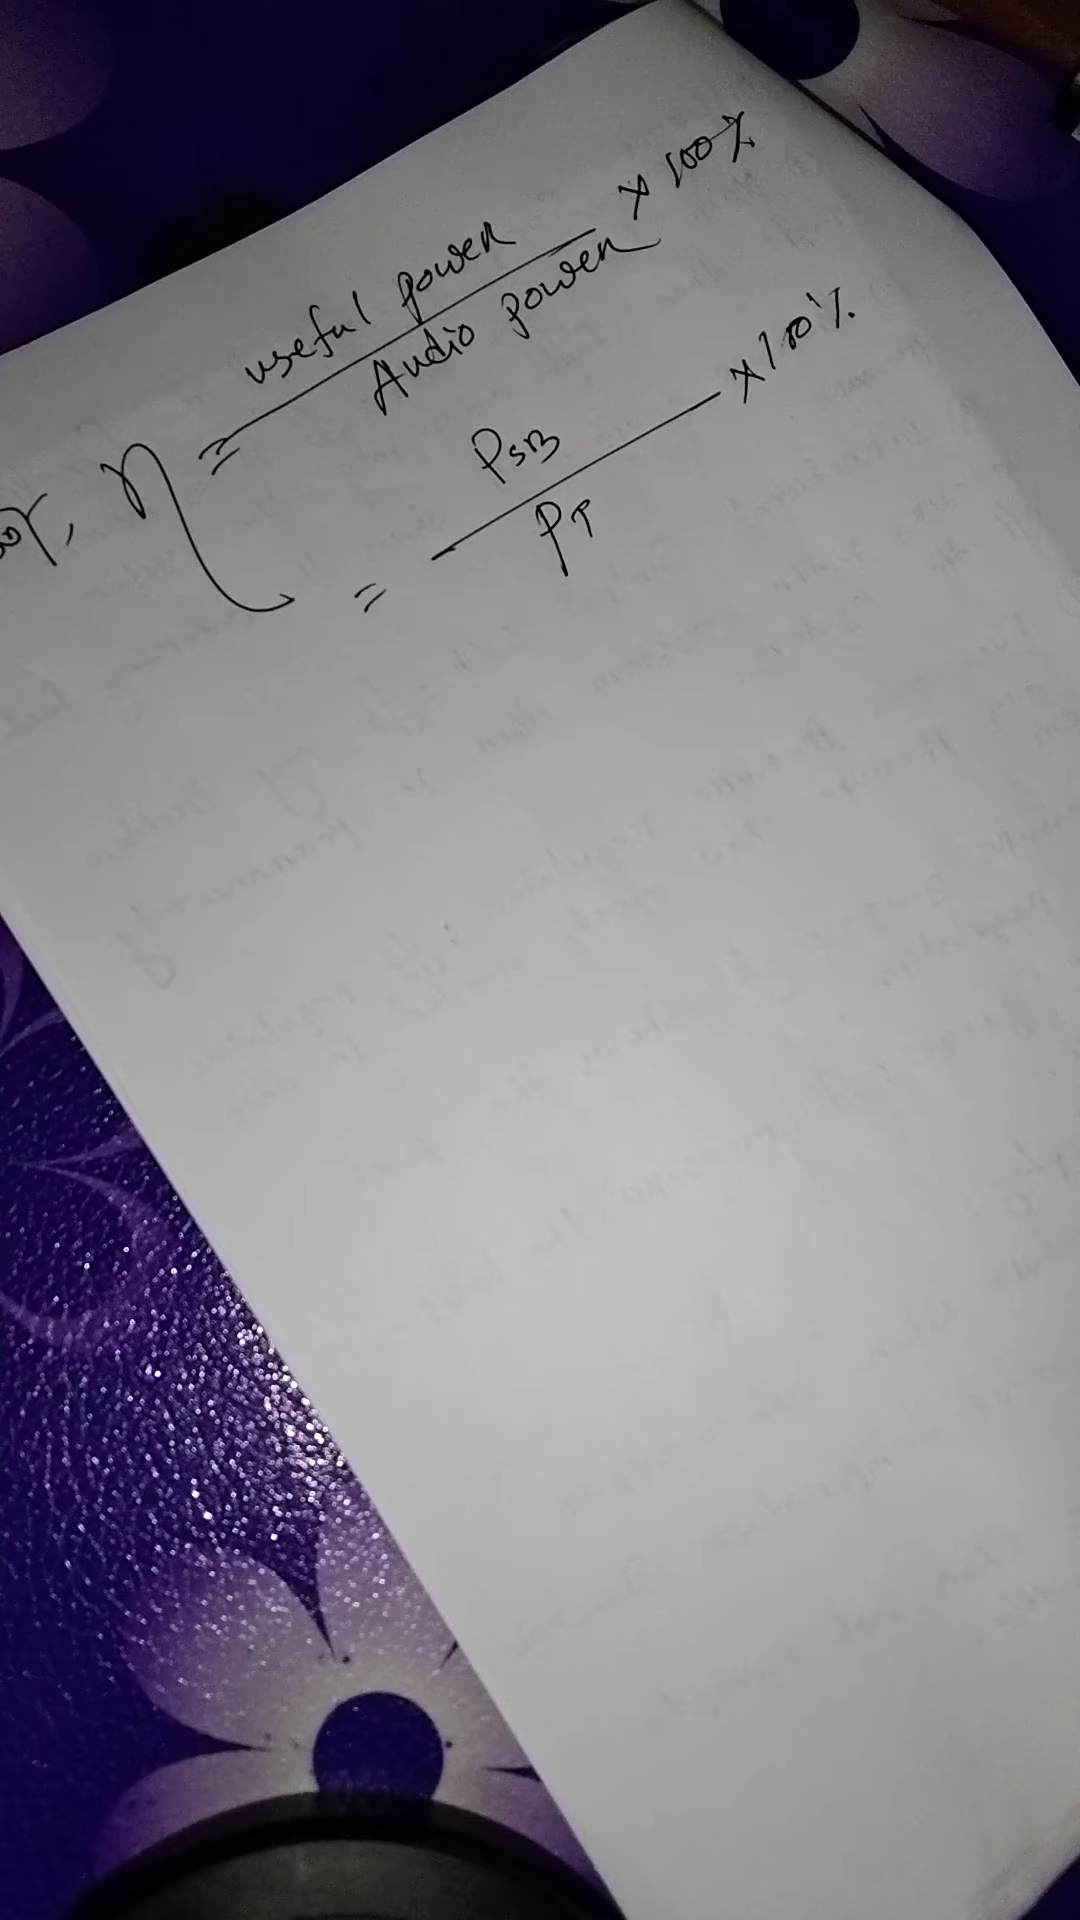 useful power
η = ―――― × 100%
Audio power
PSB
= ―――― × 100%
PT